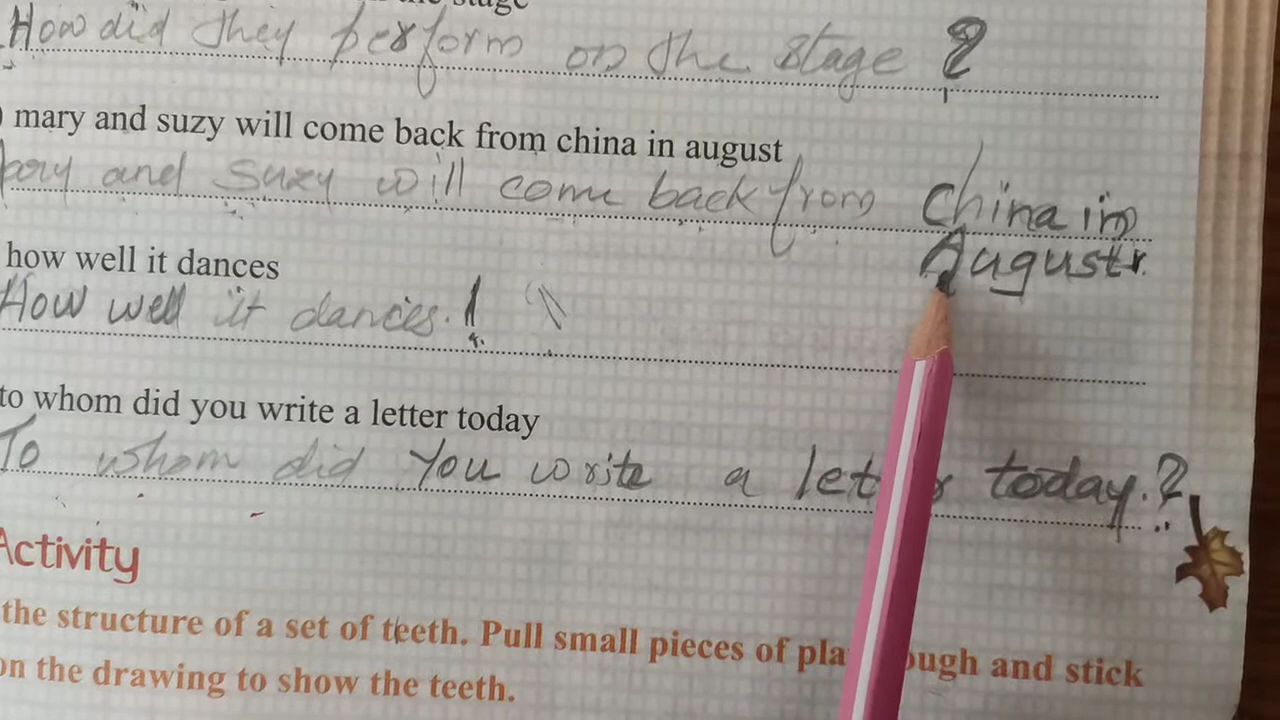 the stage
How did they perform on the stage ?
) mary and suzy will come back from china in august
and Suzy will come back from China in
August.
how well it dances
How well it dances.!
to whom did you write a letter today
To whom did you write a today.?
Activity
the structure of a set of teeth. Pull small pieces of and stick
on the drawing to show the teeth.